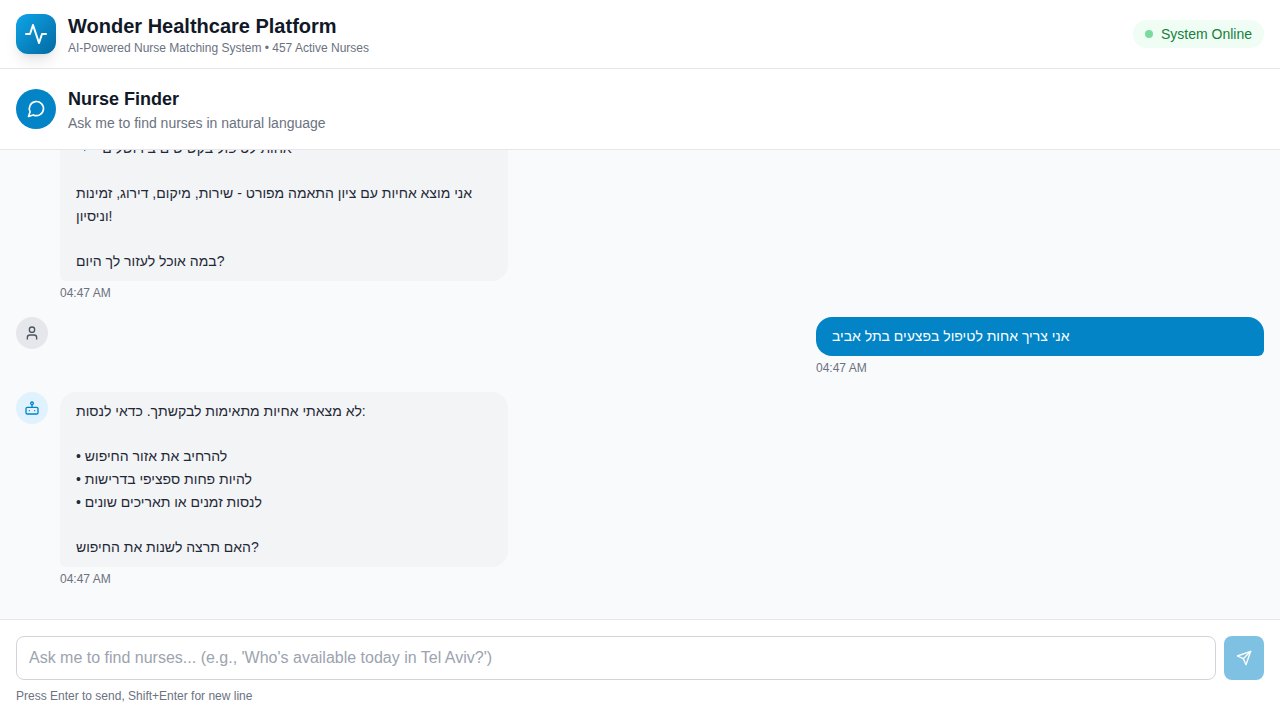 Wonder Healthcare Platform
AI-Powered Nurse Matching System • 457 Active Nurses
System Online
Nurse Finder
Ask me to find nurses in natural language
אני מוצא אחיות עם ציון התאמה מפורט - שירות, מיקום, דירוג, זמינות
וניסיון!
במה אוכל לעזור לך היום?
04:47 AM
אני צריך אחות לטיפול בפצעים בתל אביב
04:47 AM
לא מצאתי אחיות מתאימות לבקשתך. כדאי לנסות:
• להרחיב את אזור החיפוש
• להיות פחות ספציפי בדרישות
• לנסות זמנים או תאריכים שונים
האם תרצה לשנות את החיפוש?
04:47 AM
Ask me to find nurses... (e.g., 'Who's available today in Tel Aviv?')
Press Enter to send, Shift+Enter for new line